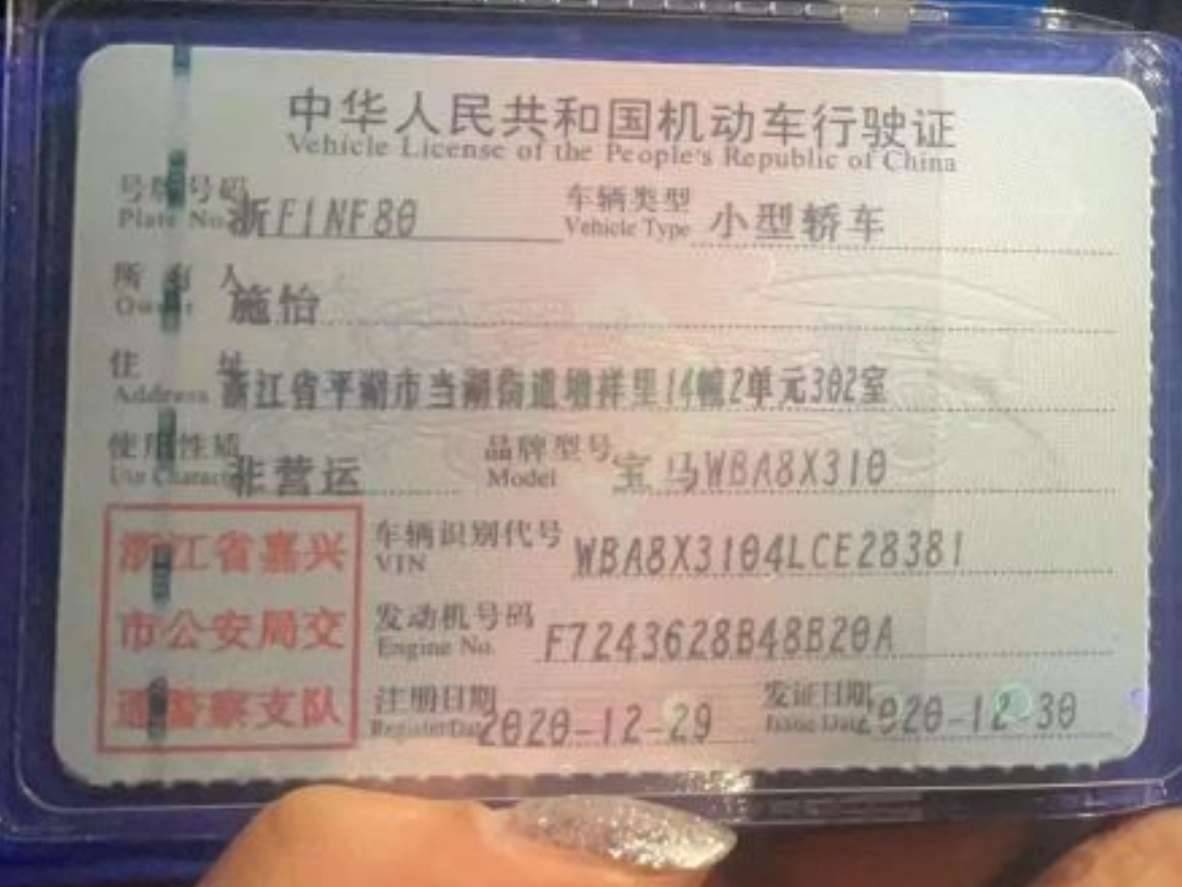 中华人民共和国机动车行驶证
Vehicle License of the People's Republic of China
号牌号码 浙F1NF80 车辆类型 小型轿车
Plate No. Vehicle Type
所有人 施怡
Owner
住址 浙江省平湖市当湖街道增祥里14幢2单元302室
Address
使用性质 非营运 品牌型号 宝马WBA8X310
Use Character Model
浙江省嘉兴
市公安局交
通警察支队
车辆识别代号 WBA8X3104LCE28381
VIN
发动机号码 F7243628B48B20A
Engine No.
注册日期 2020-12-29 发证日期 2020-12-30
Register Date Issue Date